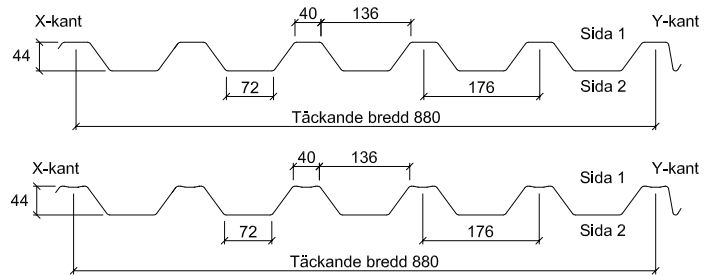 40 136
X-kant Sida 1 Y-kant
44
72 176 Sida 2
Täckande bredd 880
40 136
X-kant Sida 1 Y-kant
44
72 176 Sida 2
Täckande bredd 880